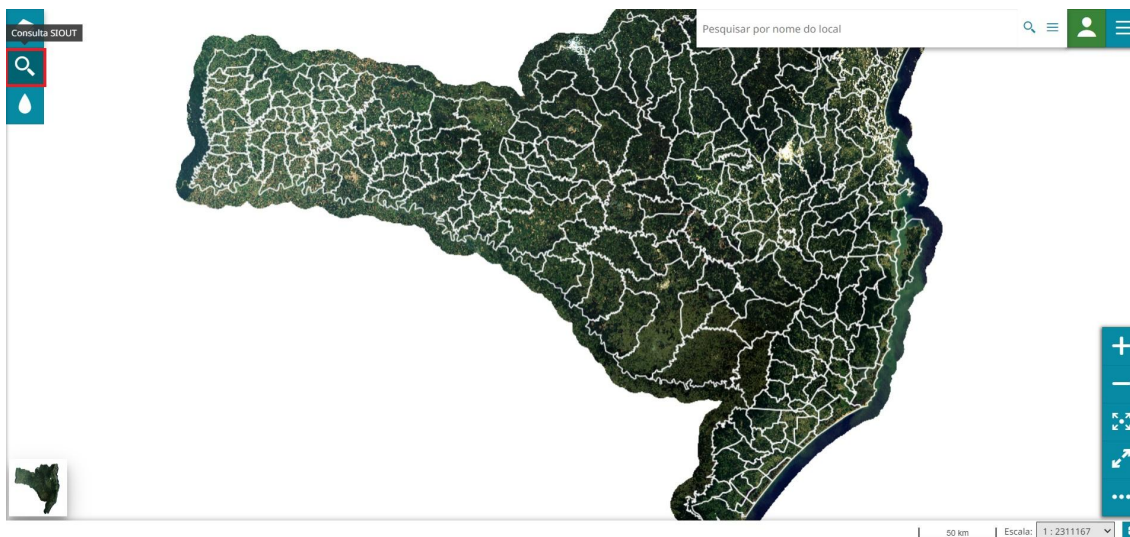 Consulta SIOUT
Pesquisar por nome do local
50 km
Escala:
1 : 2311167